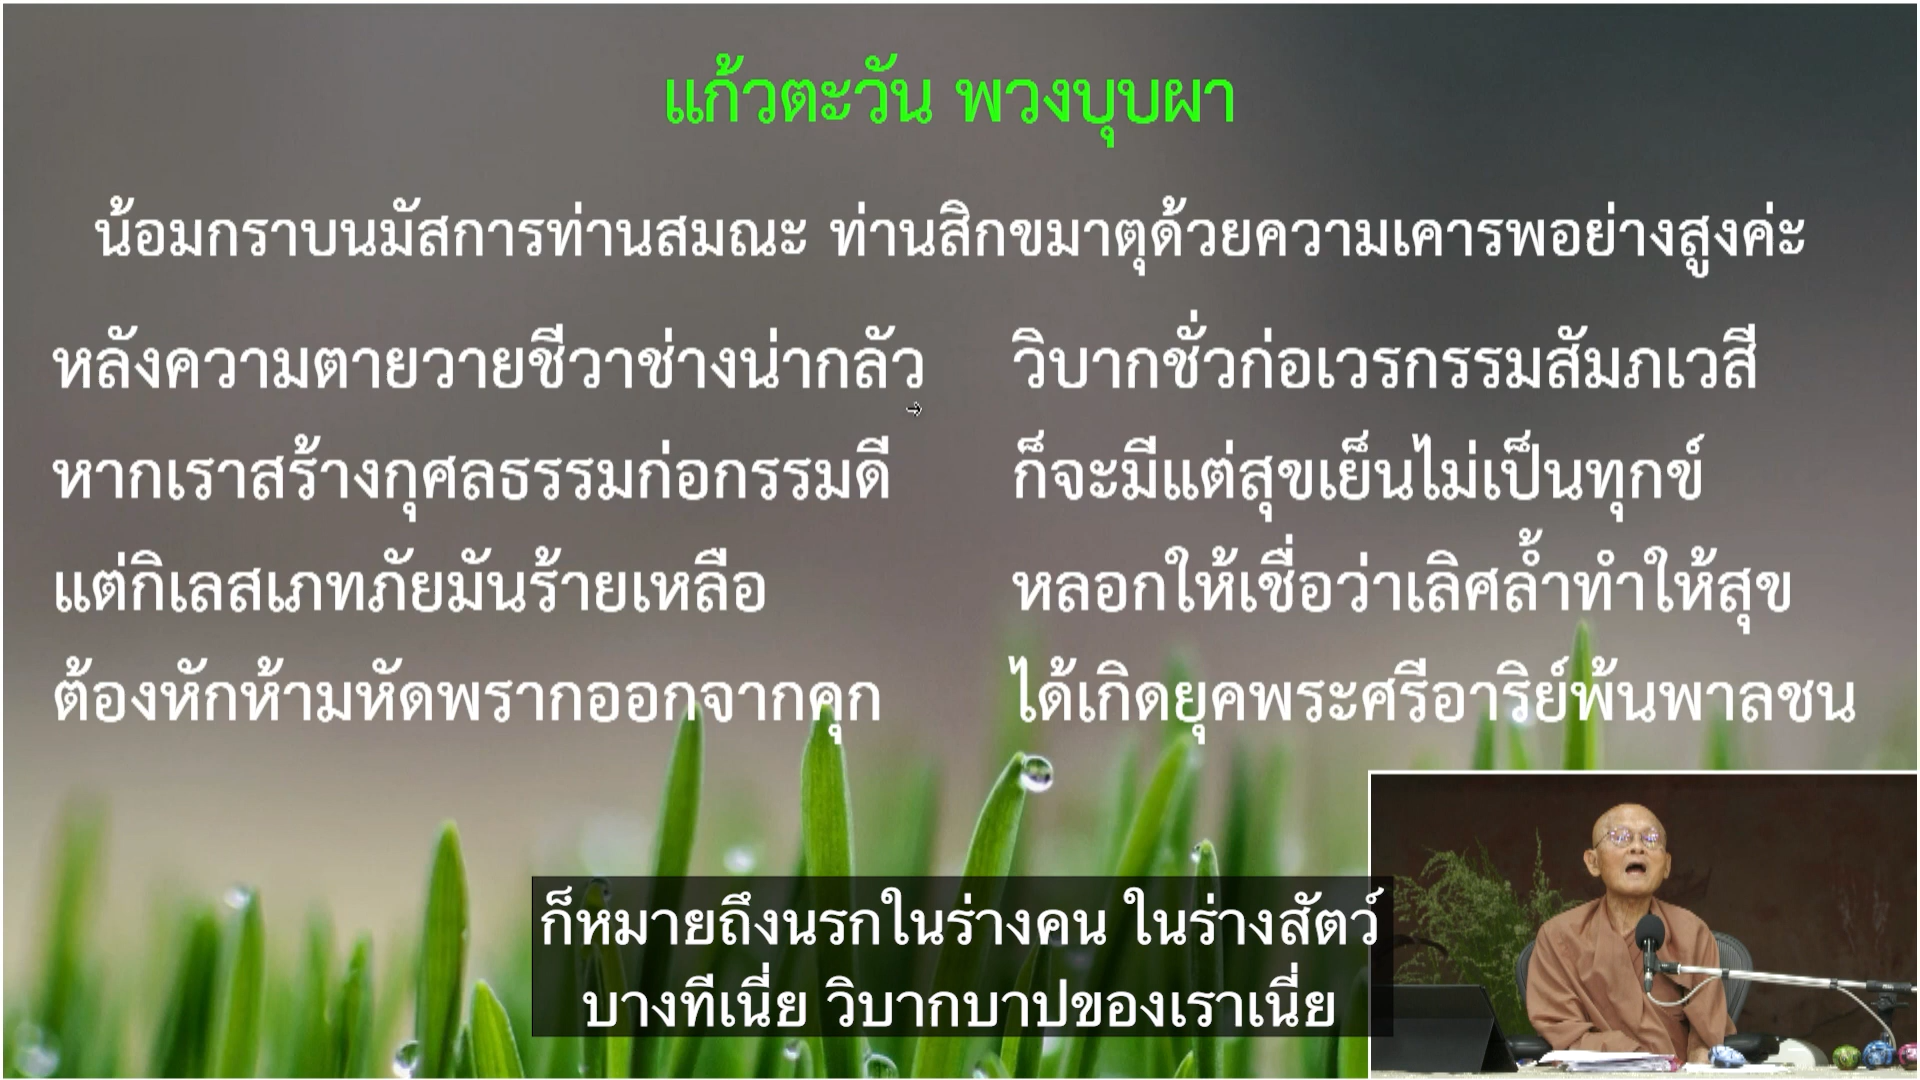 แก้วตะวัน พวงบุบผา
น้อมกราบนมัสการท่านสมณะ ท่านสิกขมาตุด้วยความเคารพอย่างสูงค่ะ
หลังความตายวายชีวาช่างน่ากลัว วิบากชั่วก่อเวรกรรมสัมภเวสี
หากเราสร้างกุศลธรรมก่อกรรมดี ก็จะมีแต่สุขเย็นไม่เป็นทุกข์
แต่กิเลสเภทภัยมันร้ายเหลือ หลอกให้เชื่อว่าเลิศล้ำทำให้สุข
ต้องหักห้ามหัดพรากออกจากคุก ได้เกิดยุคพระศรีอาริย์พ้นพาลชน
ก็หมายถึงนรกในร่างคน ในร่างสัตว์
บางทีเนี่ย วิบากบาปของเราเนี่ย